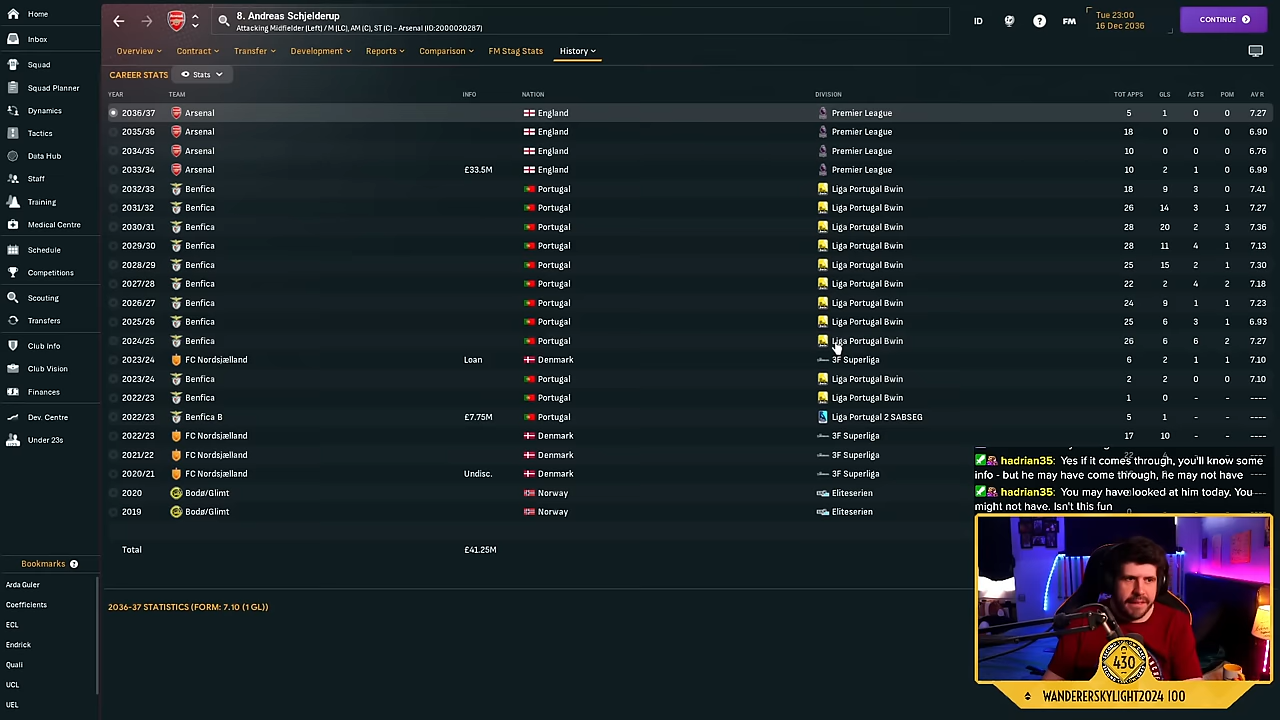 Home
Inbox
Squad
Squad Planner
Dynamics
Tactics
Data Hub
Staff
Training
Medical Centre
Schedule
Competitions
Scouting
Transfers
Club Info
Club Vision
Finances
Dev. Centre
Under 23s
Bookmarks ?
Arda Guler
Coefficients
ECL
Endrick
Quali
UCL
UEL
8. Andreas Schjelderup
Attacking Midfielder (Left) / M (LC), AM (C), ST (C) - Arsenal (ID:2000020287)
ID ? FM
Tue 23:00
16 Dec 2036
CONTINUE
Overview Contract Transfer Development Reports Comparison FM Stag Stats History
CAREER STATS Stats
YEAR TEAM INFO NATION DIVISION TOT APPS GLS ASTS POM AV R
2036/37 Arsenal England Premier League 5 1 0 0 7.27
2035/36 Arsenal England Premier League 18 0 0 0 6.90
2034/35 Arsenal England Premier League 10 0 0 0 6.76
2033/34 Arsenal £33.5M England Premier League 10 2 1 0 6.99
2032/33 Benfica Portugal Liga Portugal Bwin 18 9 3 0 7.41
2031/32 Benfica Portugal Liga Portugal Bwin 26 14 3 1 7.27
2030/31 Benfica Portugal Liga Portugal Bwin 28 20 2 3 7.36
2029/30 Benfica Portugal Liga Portugal Bwin 28 11 4 1 7.13
2028/29 Benfica Portugal Liga Portugal Bwin 25 15 2 1 7.30
2027/28 Benfica Portugal Liga Portugal Bwin 22 2 4 2 7.18
2026/27 Benfica Portugal Liga Portugal Bwin 24 9 1 1 7.23
2025/26 Benfica Portugal Liga Portugal Bwin 25 6 3 1 6.93
2024/25 Benfica Portugal Liga Portugal Bwin 26 6 6 2 7.27
2023/24 FC Nordsjælland Loan Denmark 3F Superliga 6 2 1 1 7.10
2023/24 Benfica Portugal Liga Portugal Bwin 2 2 0 0 7.10
2022/23 Benfica Portugal Liga Portugal Bwin 1 0 - - ----
2022/23 Benfica B £7.75M Portugal Liga Portugal 2 SABSEG 5 1 - - ----
2022/23 FC Nordsjælland Denmark 3F Superliga 17 10 - - ----
2021/22 FC Nordsjælland Denmark 3F Superliga
2020/21 FC Nordsjælland Undisc. Denmark 3F Superliga
2020 Bodø/Glimt Norway Eliteserien
2019 Bodø/Glimt Norway Eliteserien
Total £41.25M
2036-37 STATISTICS (FORM: 7.10 (1 GL))
hadrian35: Yes if it comes through, you'll know some
info - but he may have come through, he may not have
hadrian35: You may have looked at him today. You
might not have. Isn't this fun
430
WANDERERSKYLIGHT2024 100